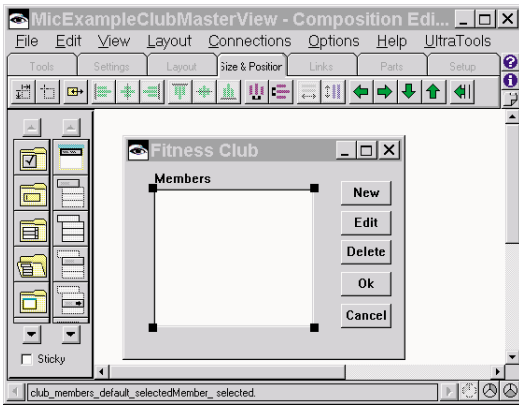 MicExampleClubMasterView - Composition Edi...
File Edit View Layout Connections Options Help UltraTools
Tools Settings Layout Size & Position Links Parts Setup
Fitness Club
Members
New
Edit
Delete
Ok
Cancel
Sticky
club_members_default_selectedMember_ selected.